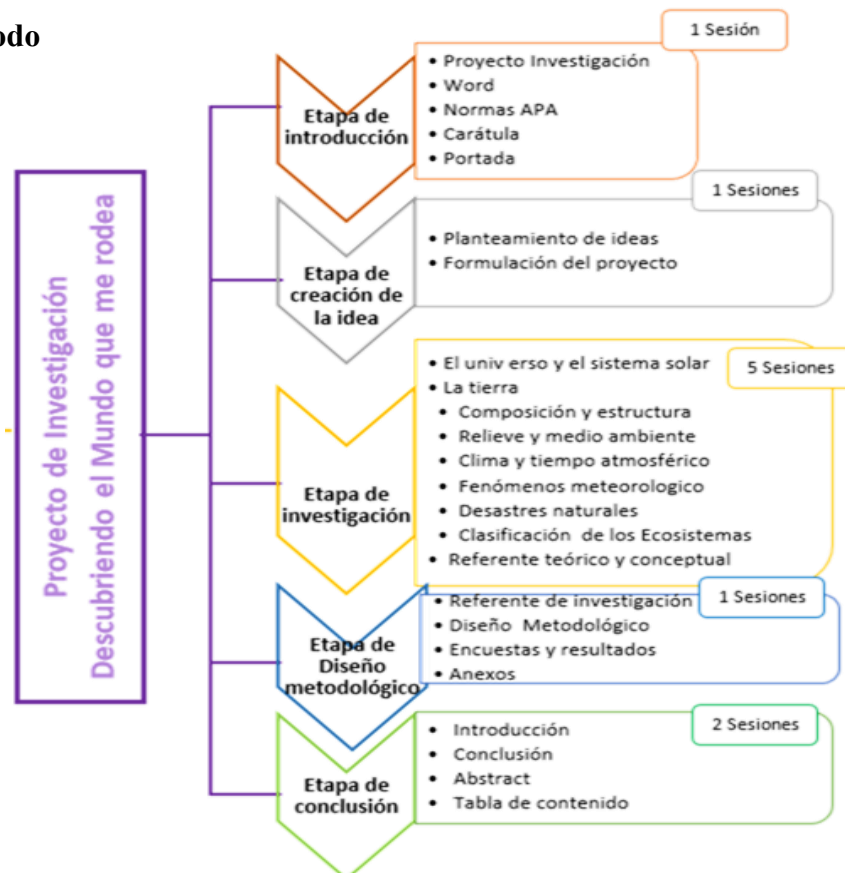 odo
Proyecto de Investigación
Descubriendo el Mundo que me rodea
Etapa de
introducción
1 Sesión
• Proyecto Investigación
• Word
• Normas APA
• Carátula
• Portada
Etapa de
creación de
la idea
1 Sesiones
• Planteamiento de ideas
• Formulación del proyecto
Etapa de
investigación
5 Sesiones
• El univ erso y el sistema solar
• La tierra
• Composición y estructura
• Relieve y medio ambiente
• Clima y tiempo atmosférico
• Fenómenos meteorologico
• Desastres naturales
• Clasificación de los Ecosistemas
• Referente teórico y conceptual
Etapa de
Diseño
metodológico
1 Sesiones
• Referente de investigación
• Diseño Metodológico
• Encuestas y resultados
• Anexos
Etapa de
conclusión
2 Sesiones
• Introducción
• Conclusión
• Abstract
• Tabla de contenido